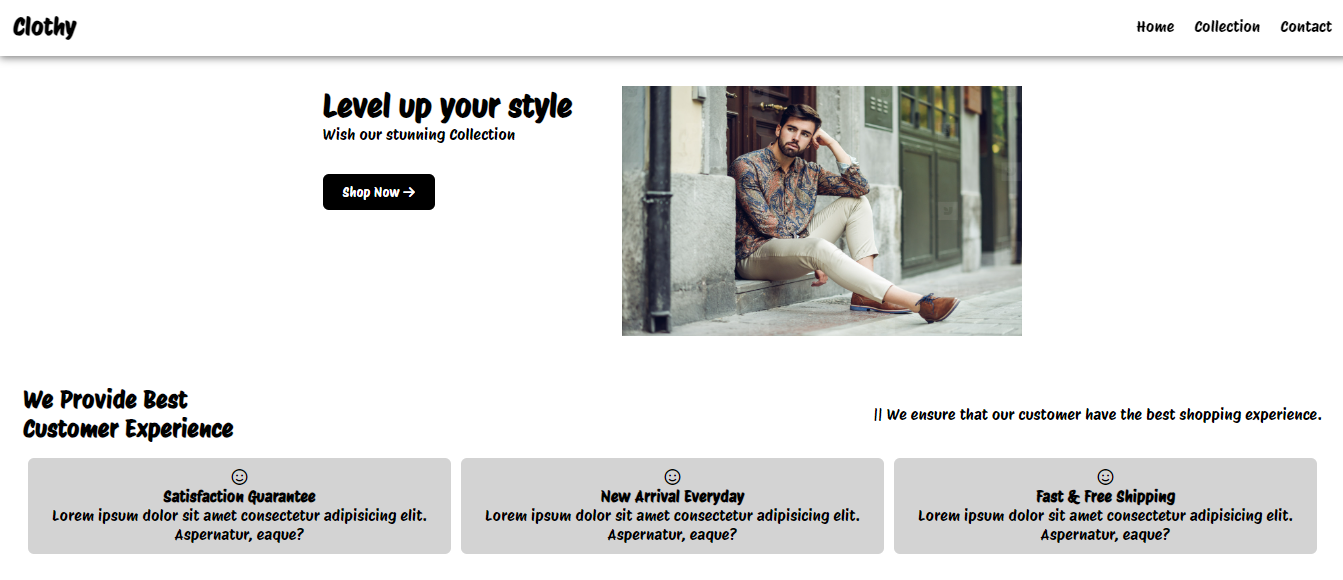 Clothy
Home Collection Contact
Level up your style
Wish our stunning Collection
Shop Now →
We Provide Best
Customer Experience
|| We ensure that our customer have the best shopping experience.
Satisfaction Guarantee
Lorem ipsum dolor sit amet consectetur adipisicing elit.
Aspernatur, eaque?
New Arrival Everyday
Lorem ipsum dolor sit amet consectetur adipisicing elit.
Aspernatur, eaque?
Fast & Free Shipping
Lorem ipsum dolor sit amet consectetur adipisicing elit.
Aspernatur, eaque?